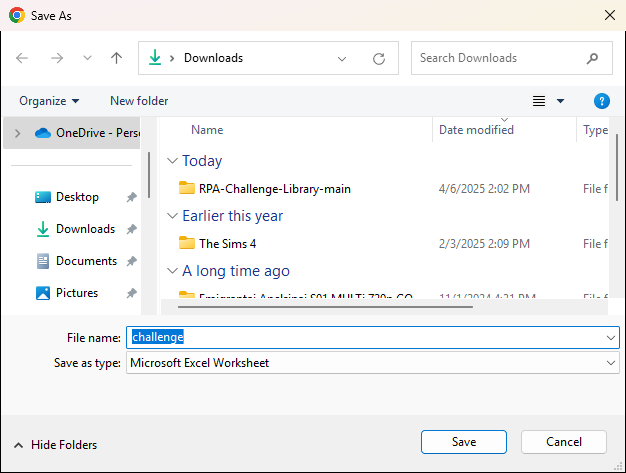 Save As
Downloads
Search Downloads
Organize
New folder
?
OneDrive - Pers
Name
Date modified
Type
Today
RPA-Challenge-Library-main
4/6/2025 2:02 PM
File f
Desktop
Downloads
Documents
Pictures
Earlier this year
The Sims 4
2/3/2025 2:09 PM
File f
A long time ago
11/1/2024 4:21 PM
File f
File name:
challenge
Save as type:
Microsoft Excel Worksheet
Hide Folders
Save
Cancel